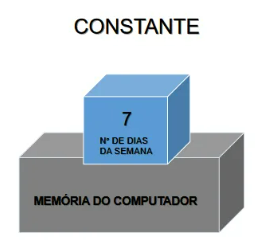 CONSTANTE
7
Nº DE DIAS
DA SEMANA
MEMÓRIA DO COMPUTADOR